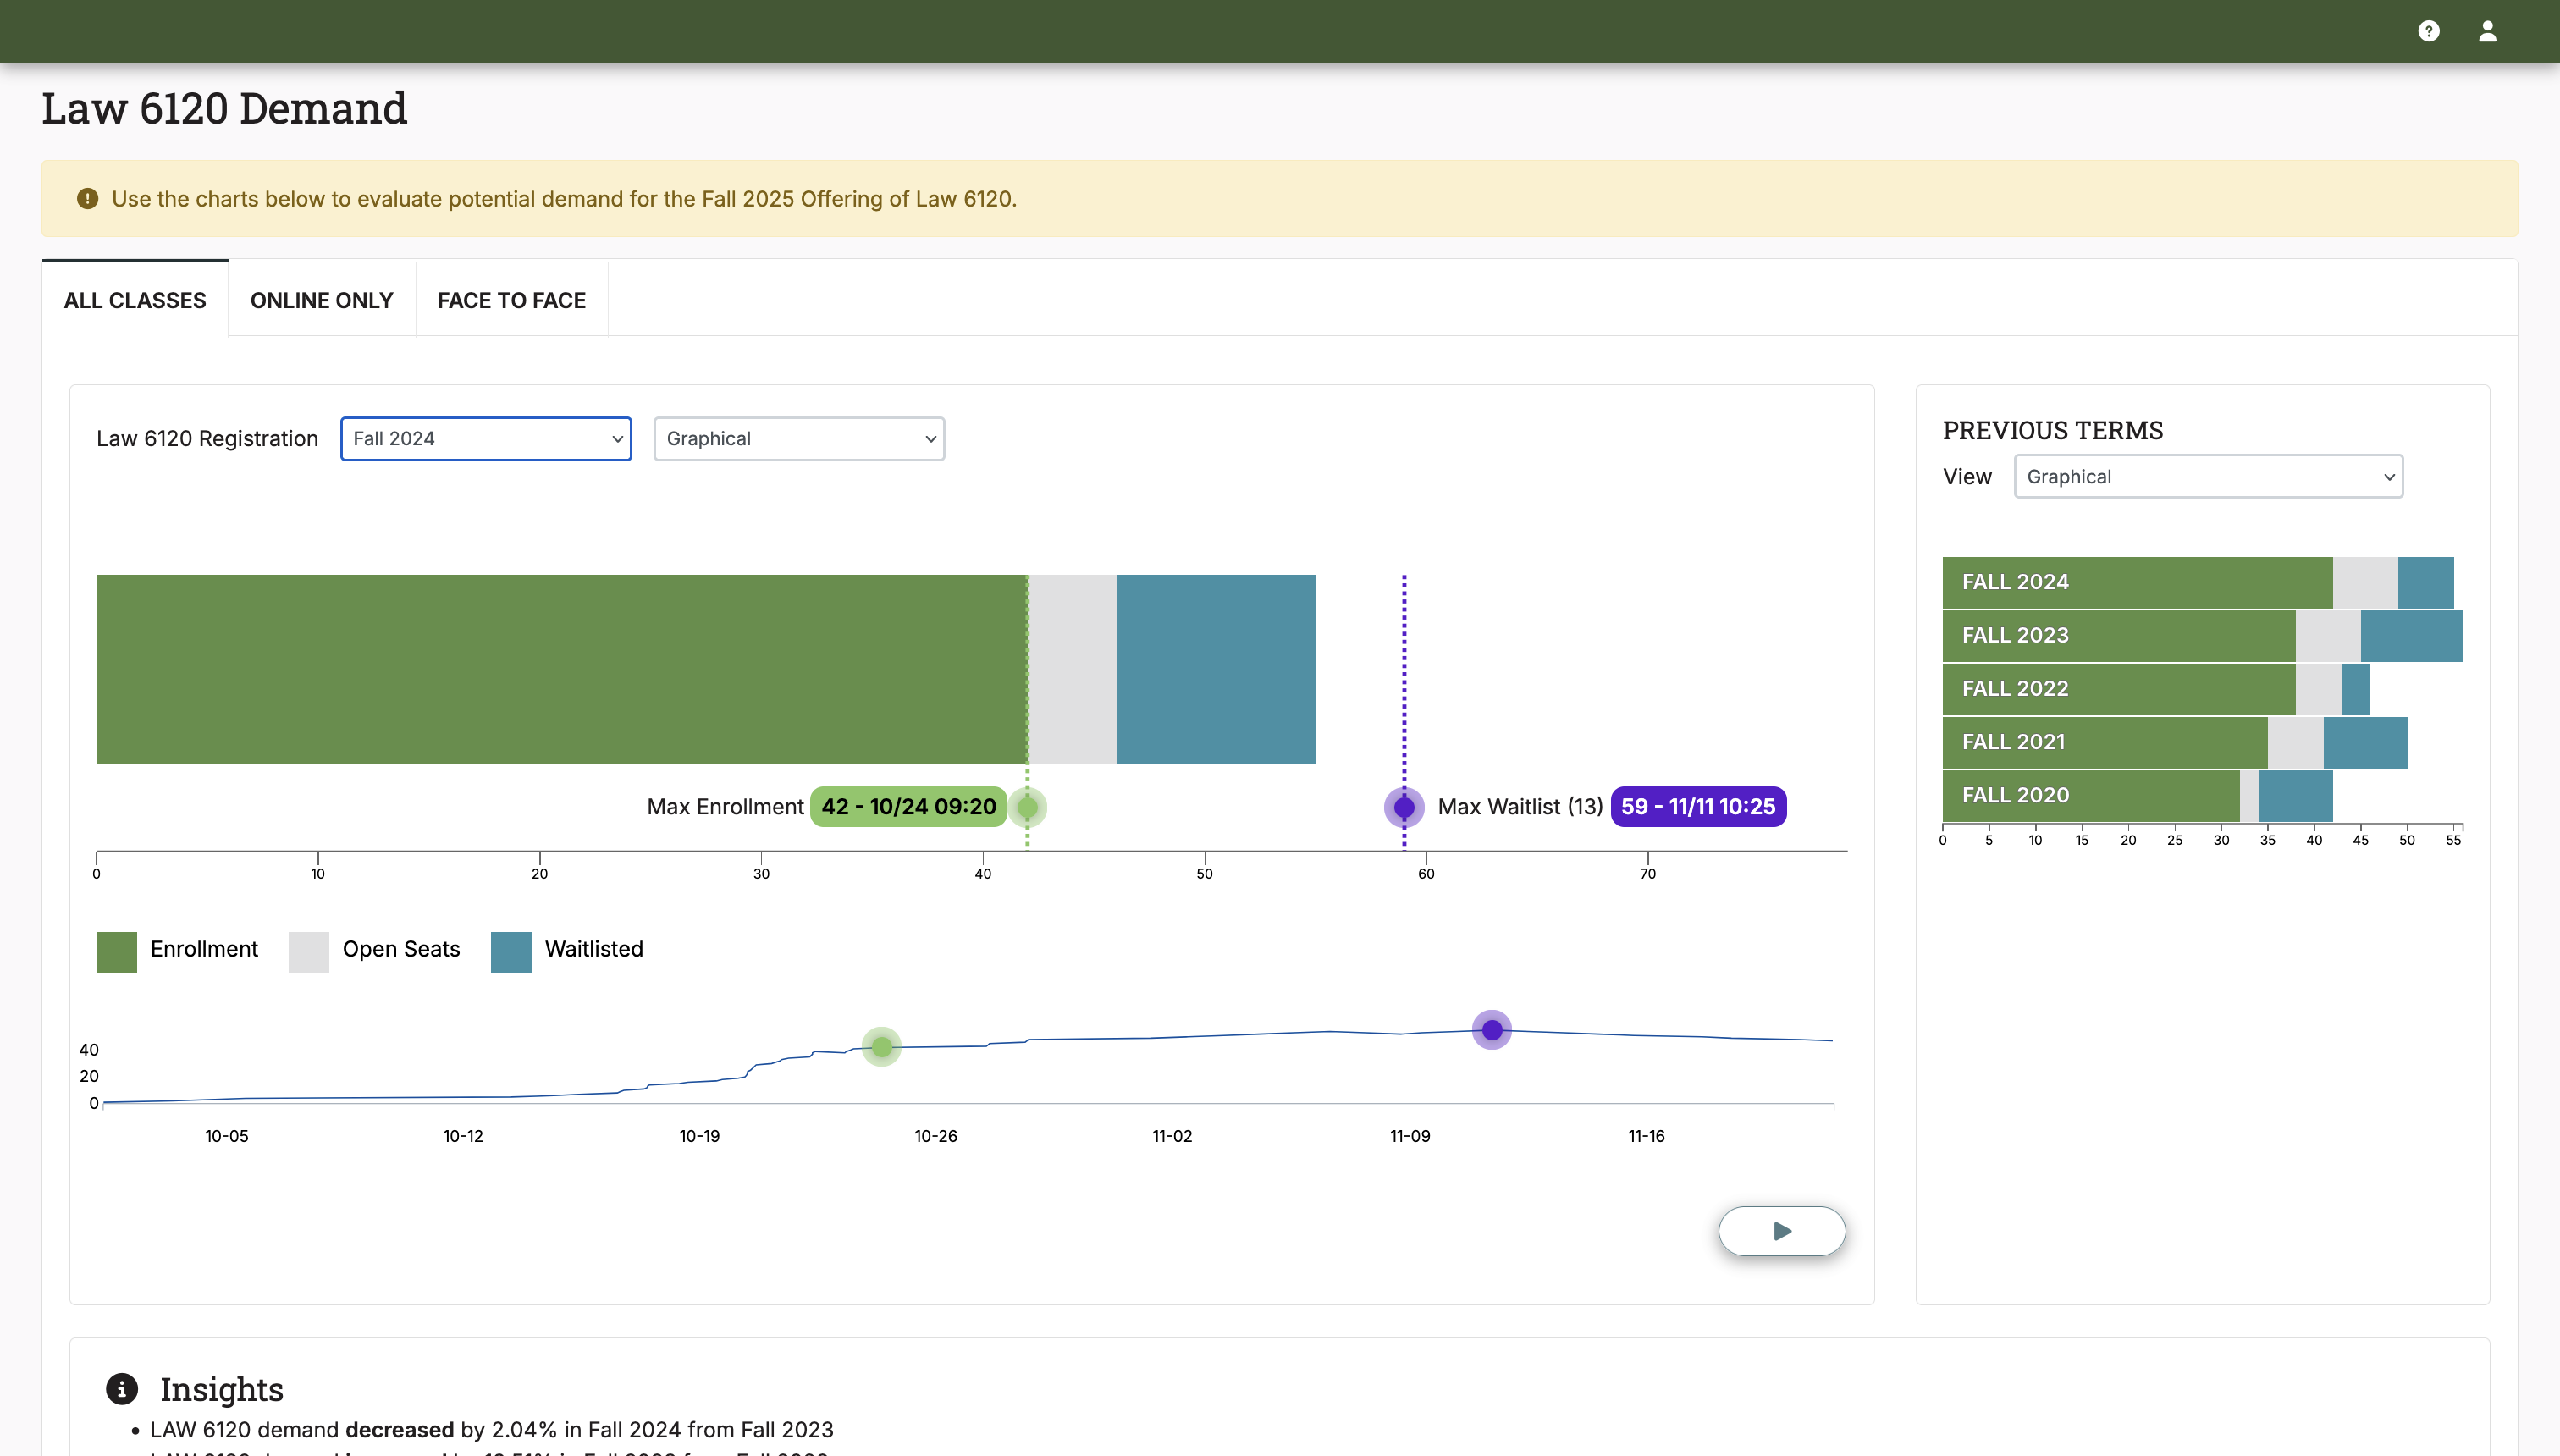 Law 6120 Demand
Use the charts below to evaluate potential demand for the Fall 2025 Offering of Law 6120.
ALL CLASSES
ONLINE ONLY
FACE TO FACE
Law 6120 Registration
Fall 2024
Graphical
Max Enrollment 42 - 10/24 09:20
Max Waitlist (13) 59 - 11/11 10:25
0 10 20 30 40 50 60 70
Enrollment
Open Seats
Waitlisted
40
20
0
10-05 10-12 10-19 10-26 11-02 11-09 11-16
PREVIOUS TERMS
View
Graphical
FALL 2024
FALL 2023
FALL 2022
FALL 2021
FALL 2020
0 5 10 15 20 25 30 35 40 45 50 55
Insights
• LAW 6120 demand decreased by 2.04% in Fall 2024 from Fall 2023